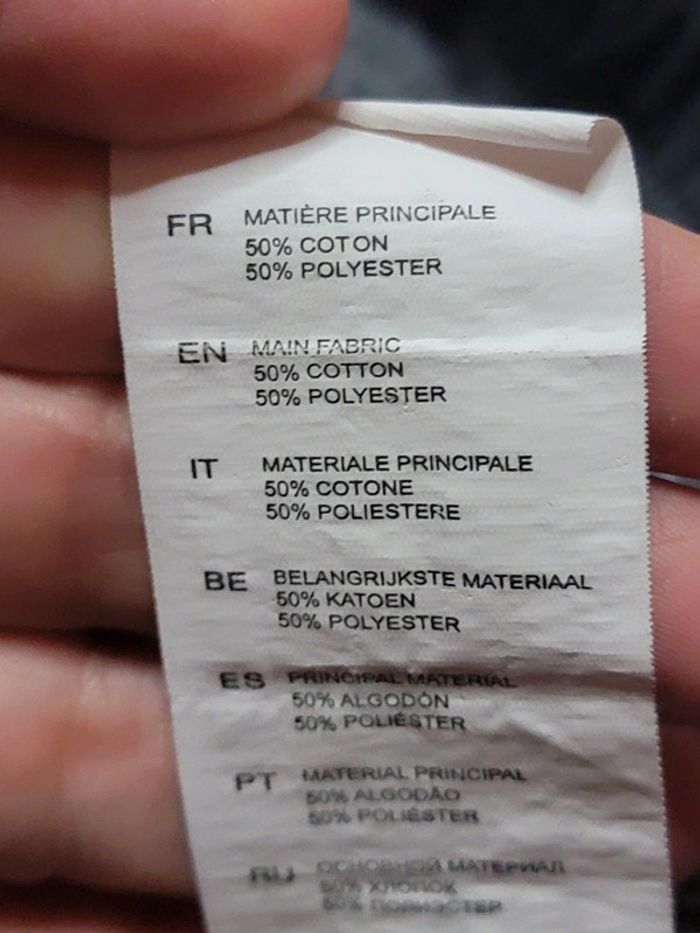 FR MATIÈRE PRINCIPALE
50% COTON
50% POLYESTER
EN MAIN FABRIC
50% COTTON
50% POLYESTER
IT MATERIALE PRINCIPALE
50% COTONE
50% POLIESTERE
BE BELANGRIJKSTE MATERIAAL
50% KATOEN
50% POLYESTER
ES PRINCIPAL MATERIAL
50% ALGODÓN
50% POLIÉSTER
PT MATERIAL PRINCIPAL
50% ALGODÃO
50% POLIÉSTER
RU ОСНОВНОЙ МАТЕРИАЛ
50% ХЛОПОК
50% ПОЛИЭСТЕР